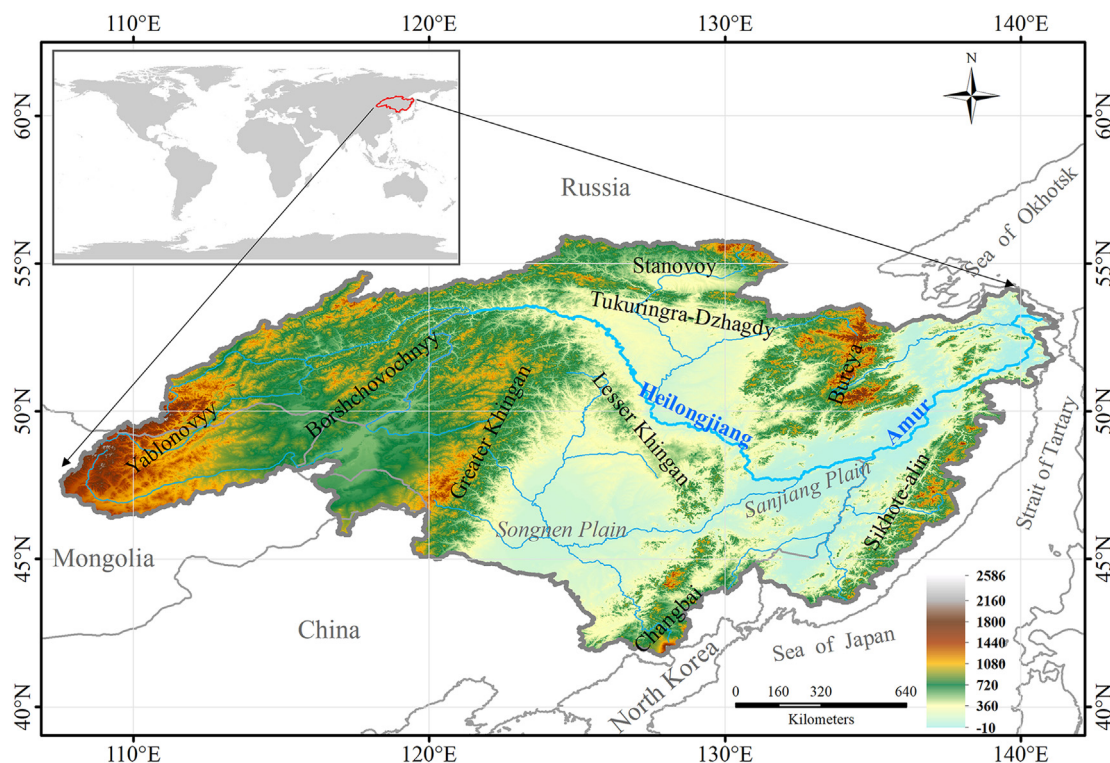 110°E 120°E 130°E 140°E
N
60°N 60°N
Russia
Sea of Okhotsk
55°N 55°N
Stanovoy
Tukuringra-Dzhagdy
Bureya
Borshchovochnyy
Greater Khingan
Lesser Khingan
Heilongjiang
Amur
50°N 50°N
Yablonovyy
Strait of Tartary
Sanjiang Plain
Sikhote-alin
Songnen Plain
Mongolia
45°N 45°N
China
Changbai
North Korea
Sea of Japan
2586
2160
1800
1440
1080
720
360
-10
0 160 320 640
Kilometers
40°N 40°N
110°E 120°E 130°E 140°E